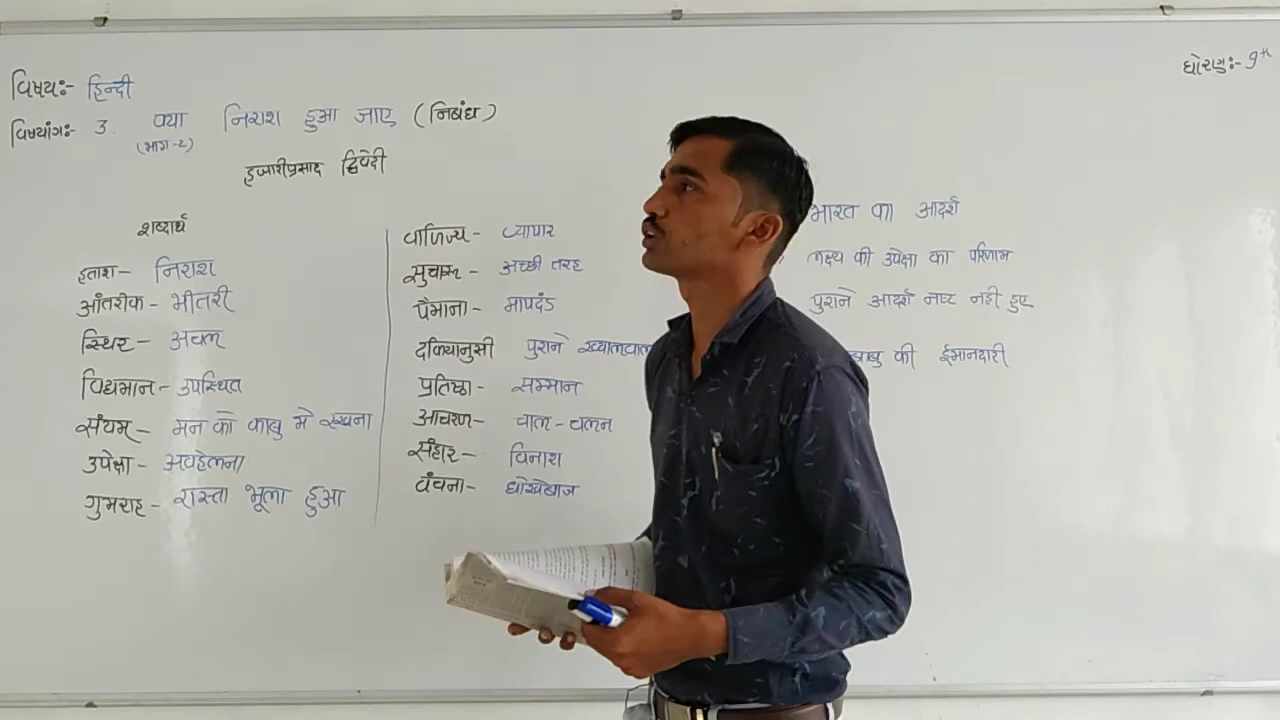 धोरण:- 9th
विषय:- हिन्दी
विषयांग:- 3. क्या निराश हुआ जाए (निबंध)
(भाग-2)
हजारीप्रसाद द्विवेदी
शब्दार्थ
हताश - निराश
आंतरीक - भीतरी
स्थिर - अचल
विद्यमान - उपस्थित
संयम - मन को काबु मे रखना
उपेक्षा - अवहेलना
गुमराह - रास्ता भूला हुआ
वाणिज्य - व्यापार
सुचारू - अच्छी तरह
पैमाना - मापदंड
दकियानुसी पुराने ख्यालवाल
प्रतिष्ठा - सम्मान
आचरण - चाल-चलन
संहार - विनाश
वंचना - धोखेबाज
भारत का आदर्श
लक्ष्य की उपेक्षा का परिणाम
पुराने आदर्श नष्ट नही हुए
बाबु की ईमानदारी